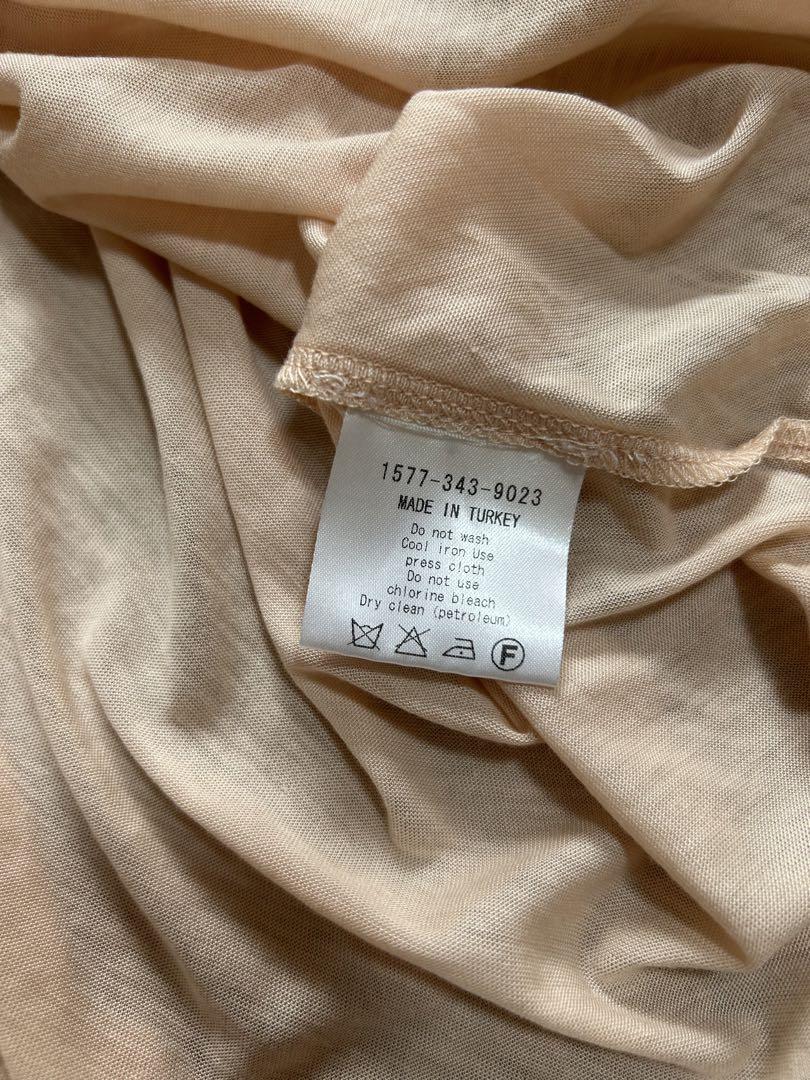 1577-343-9023
MADE IN TURKEY
Do not wash
Cool iron Use
press cloth
Do not use
chlorine bleach
Dry clean (petroleum)
F